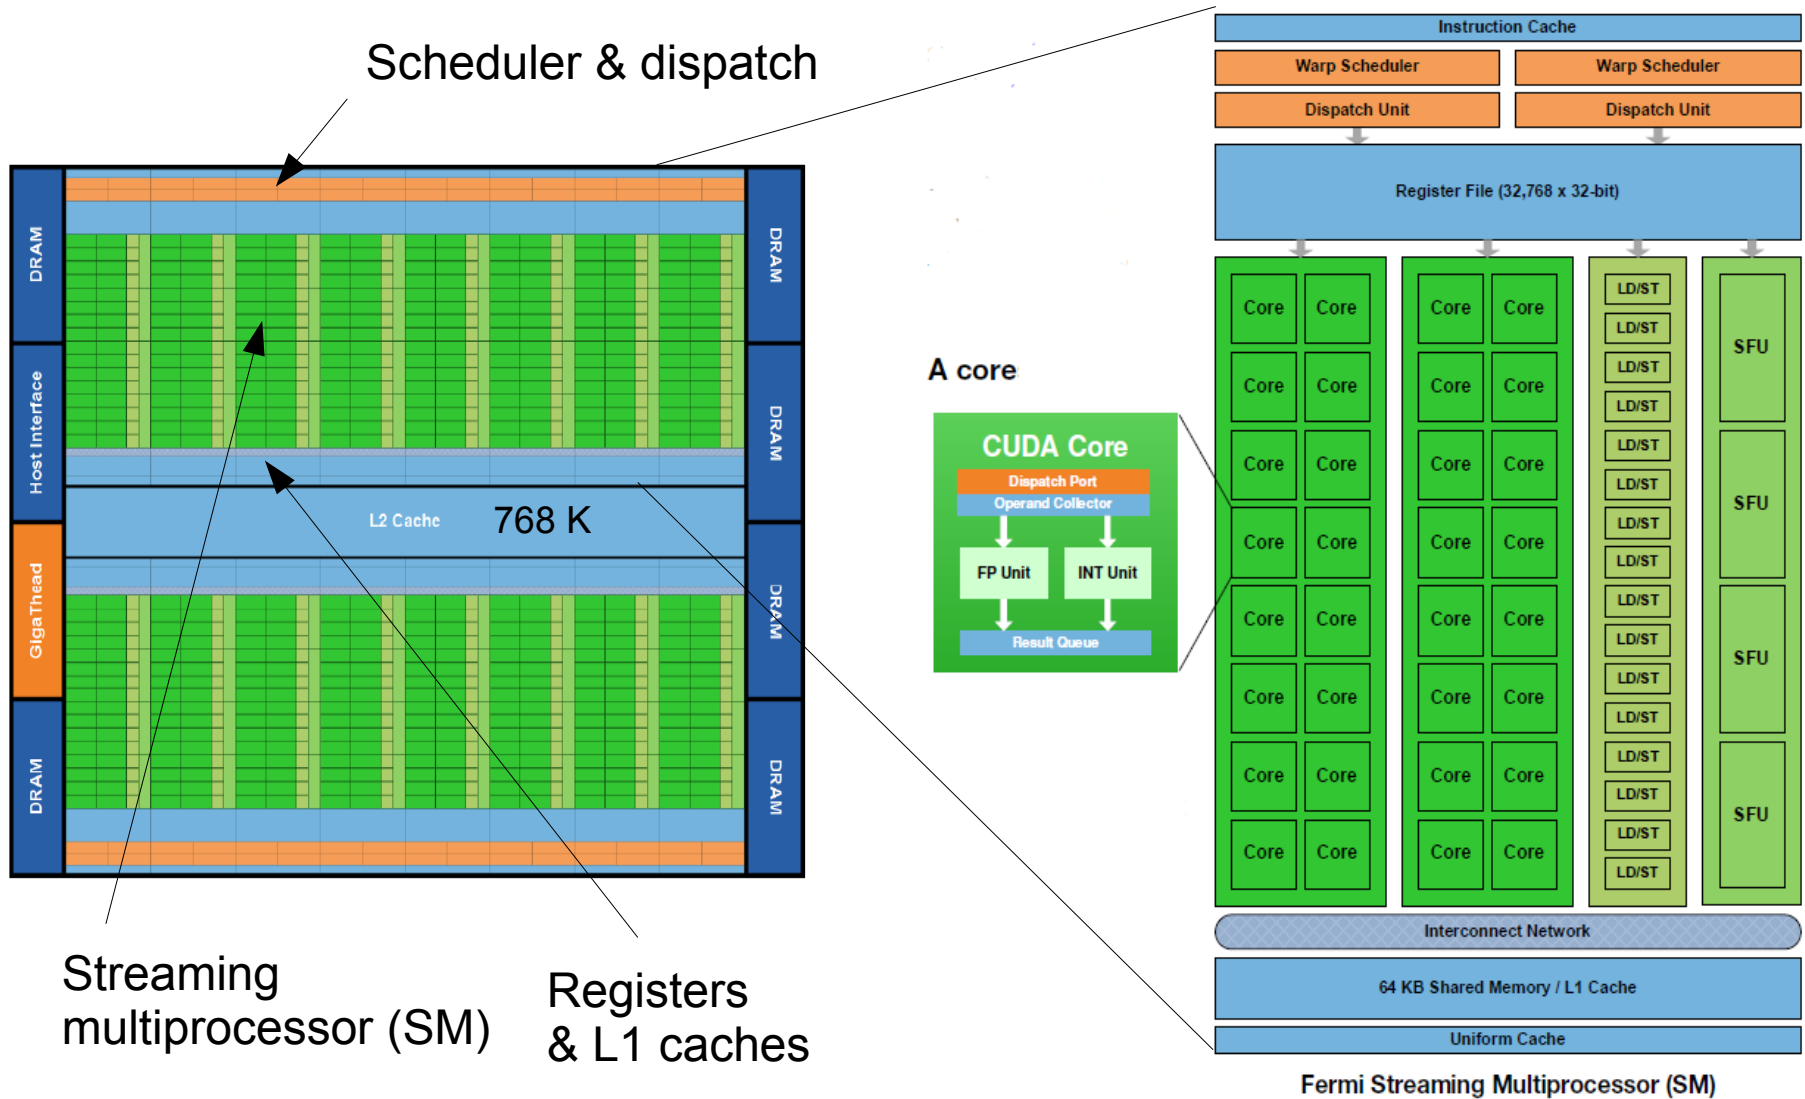 Scheduler & dispatch
DRAM
Host Interface
GigaThead
DRAM
L2 Cache
768 K
DRAM
DRAM
DRAM
DRAM
Streaming
multiprocessor (SM)
Registers
& L1 caches
A core
CUDA Core
Dispatch Port
Operand Collector
FP Unit
INT Unit
Result Queue
Instruction Cache
Warp Scheduler
Warp Scheduler
Dispatch Unit
Dispatch Unit
Register File (32,768 x 32-bit)
Core Core Core Core LD/ST
LD/ST
SFU
Core Core Core Core LD/ST
LD/ST
Core Core Core Core LD/ST
LD/ST
SFU
Core Core Core Core LD/ST
LD/ST
Core Core Core Core LD/ST
LD/ST
SFU
Core Core Core Core LD/ST
LD/ST
Core Core Core Core LD/ST
LD/ST
SFU
Core Core Core Core LD/ST
LD/ST
Interconnect Network
64 KB Shared Memory / L1 Cache
Uniform Cache
Fermi Streaming Multiprocessor (SM)